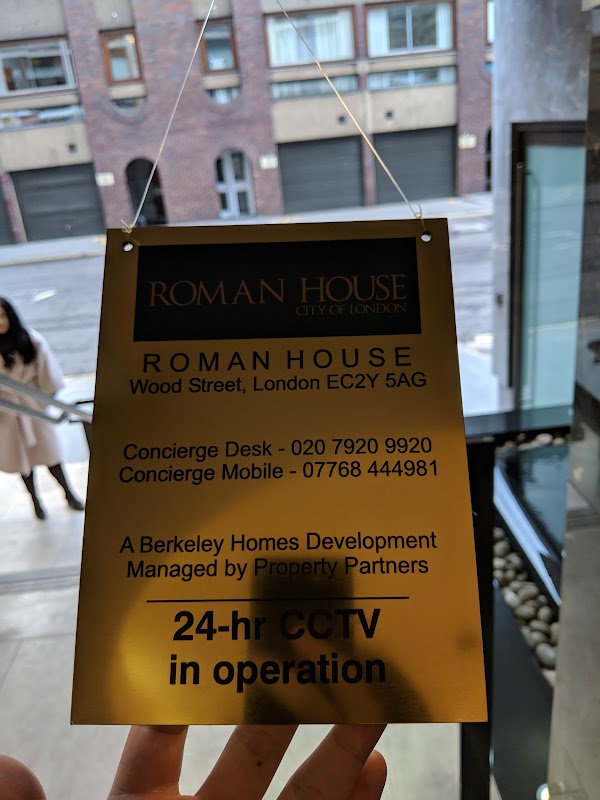 ROMAN HOUSE
CITY OF LONDON
ROMAN HOUSE
Wood Street, London EC2Y 5AG
Concierge Desk - 020 7920 9920
Concierge Mobile - 07768 444981
A Berkeley Homes Development
Managed by Property Partners
24-hr CCTV
in operation